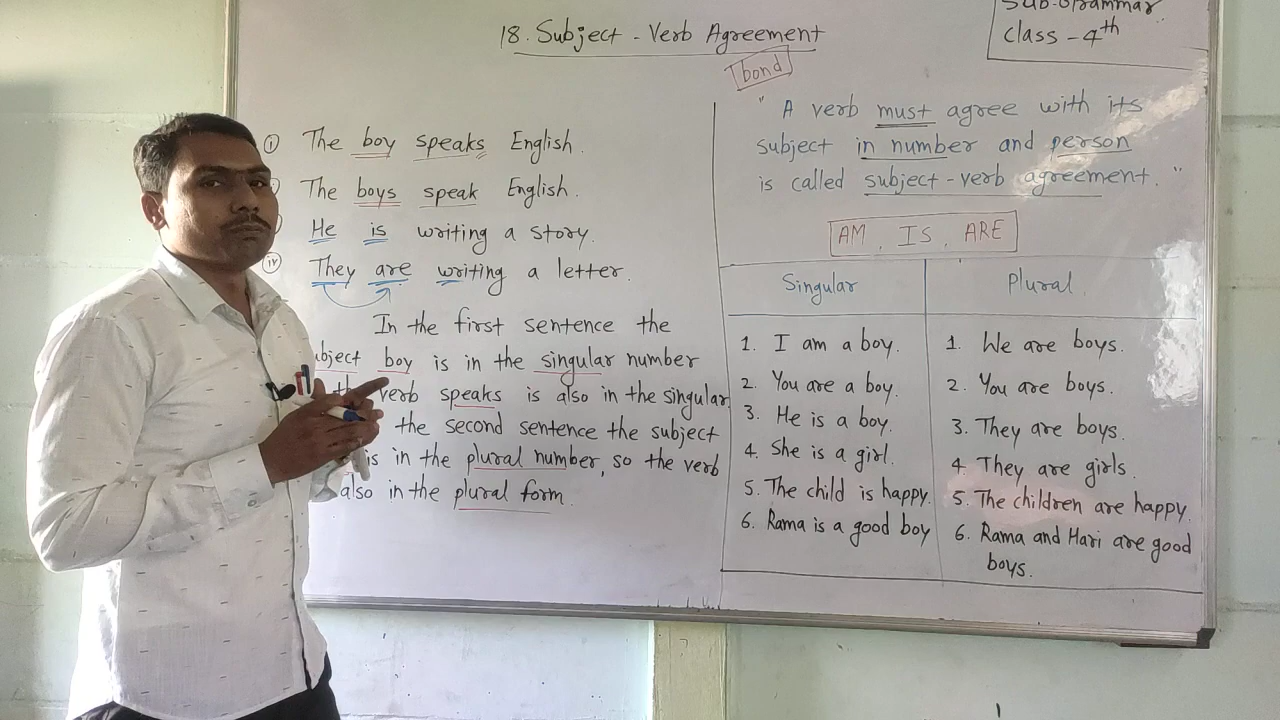 18. Subject - Verb Agreement
Sub-Grammar
Class - 4th
bond
(i) The boy speaks English.
The boys speak English.
He is writing a story.
(iv) They are writing a letter.
In the first sentence the
boy is in the singular number
verb speaks is also in the singular
the second sentence the subject
is in the plural number, so the verb
also in the plural form.
" A verb must agree with its
subject in number and person
is called subject-verb agreement. "
AM, IS, ARE
Singular
1. I am a boy.
2. You are a boy.
3. He is a boy.
4. She is a girl.
5. The child is happy.
6. Rama is a good boy
Plural
1. We are boys.
2. You are boys.
3. They are boys.
4. They are girls.
5. The children are happy.
6. Rama and Hari are good
boys.